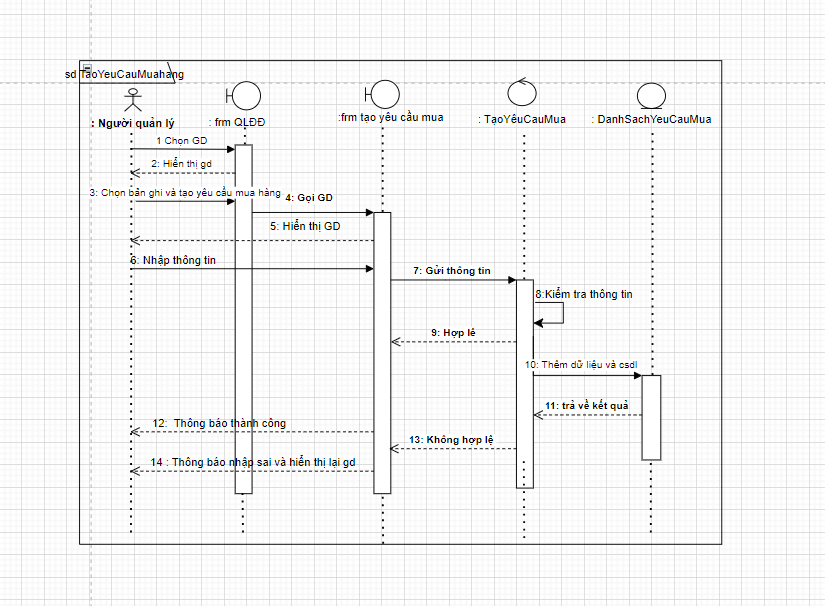 sd TaoYeuCauMuahang
: Người quản lý
: frm QLĐĐ
:frm tạo yêu cầu mua
: TạoYêuCauMua
: DanhSachYeuCauMua
1 Chọn GD
2: Hiển thị gd
3: Chọn bản ghi và tạo yêu cầu mua hàng
4: Gọi GD
5: Hiển thị GD
6: Nhập thông tin
7: Gửi thông tin
8:Kiểm tra thông tin
9: Hợp lê
10: Thêm dữ liệu và csdl
11: trả về kết quả
12: Thông báo thành công
13: Không hợp lệ
14 : Thông báo nhập sai và hiển thị lại gd